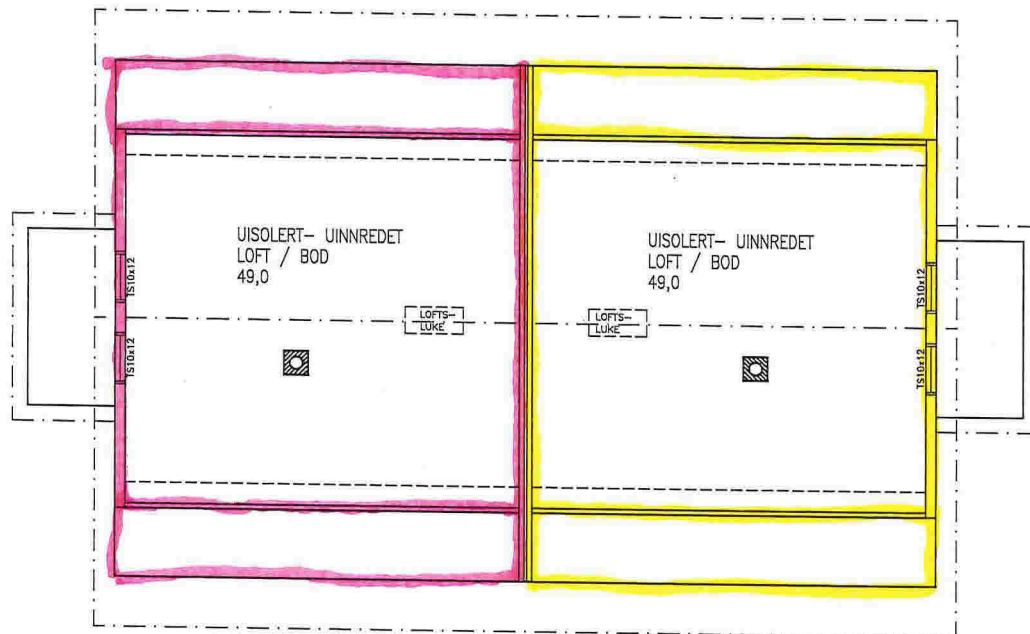 UISOLERT- UINNREDET
LOFT / BOD
49,0
UISOLERT- UINNREDET
LOFT / BOD
49,0
TS10x12
LOFTS-
LUKE
LOFTS-
LUKE
TS10x12
TS10x12
TS10x12